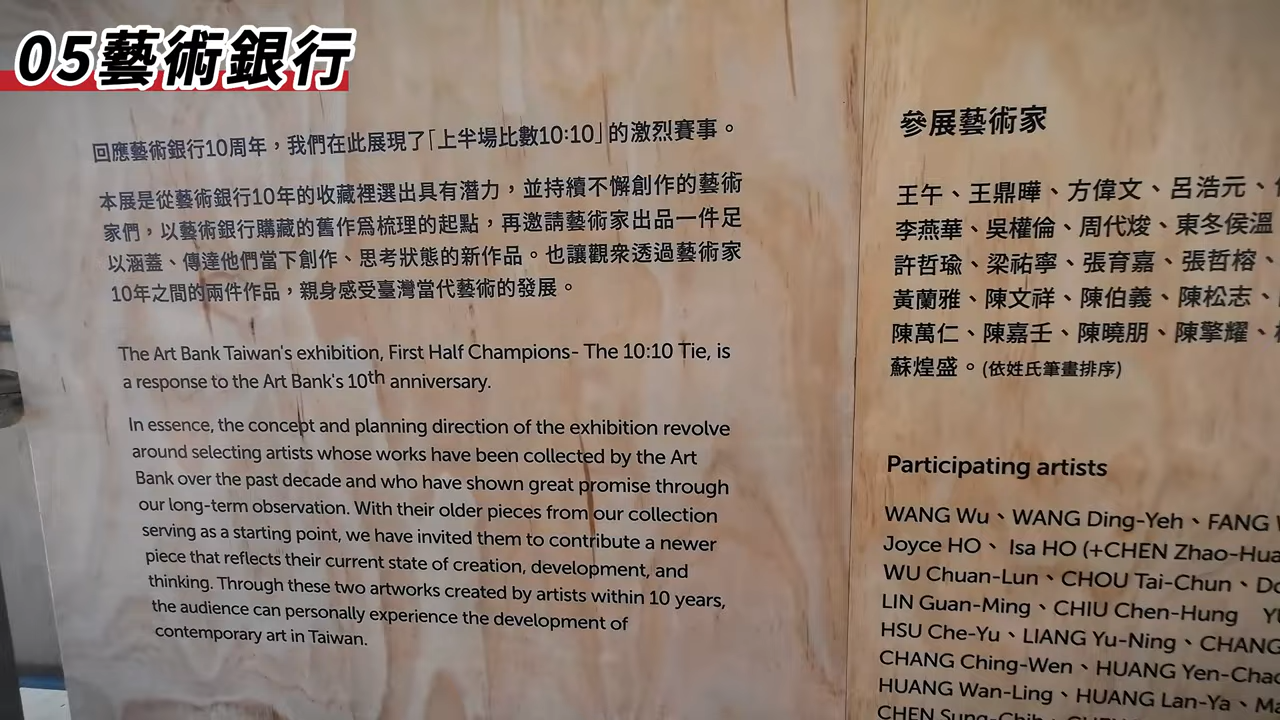 05藝術銀行
回應藝術銀行10周年，我們在此展現了「上半場比數10:10」的激烈賽事。
本展是從藝術銀行10年的收藏裡選出具有潛力，並持續不懈創作的藝術
家們，以藝術銀行購藏的舊作爲梳理的起點，再邀請藝術家出品一件足
以涵蓋、傳達他們當下創作、思考狀態的新作品。也讓觀衆透過藝術家
10年之間的兩件作品，親身感受臺灣當代藝術的發展。
The Art Bank Taiwan's exhibition, First Half Champions- The 10:10 Tie, is
a response to the Art Bank's 10th anniversary.
In essence, the concept and planning direction of the exhibition revolve
around selecting artists whose works have been collected by the Art
Bank over the past decade and who have shown great promise through
our long-term observation. With their older pieces from our collection
serving as a starting point, we have invited them to contribute a newer
piece that reflects their current state of creation, development, and
thinking. Through these two artworks created by artists within 10 years,
the audience can personally experience the development of
contemporary art in Taiwan.
參展藝術家
王午、王鼎曄、方偉文、呂浩元、
李燕華、吳權倫、周代焌、東冬侯溫
許哲瑜、梁祐寧、張育嘉、張哲榕、
黃蘭雅、陳文祥、陳伯義、陳松志、
陳萬仁、陳嘉壬、陳曉朋、陳擎耀、
蘇煌盛。(依姓氏筆畫排序)
Participating artists
WANG Wu、WANG Ding-Yeh、FANG
Joyce HO、Isa HO (+CHEN Zhao-Hua
WU Chuan-Lun、CHOU Tai-Chun、
LIN Guan-Ming、CHIU Chen-Hung
HSU Che-Yu、LIANG Yu-Ning、CHANG
CHANG Ching-Wen、HUANG Yen-Chao
HUANG Wan-Ling、HUANG Lan-Ya、
CHEN Sung-Chih、